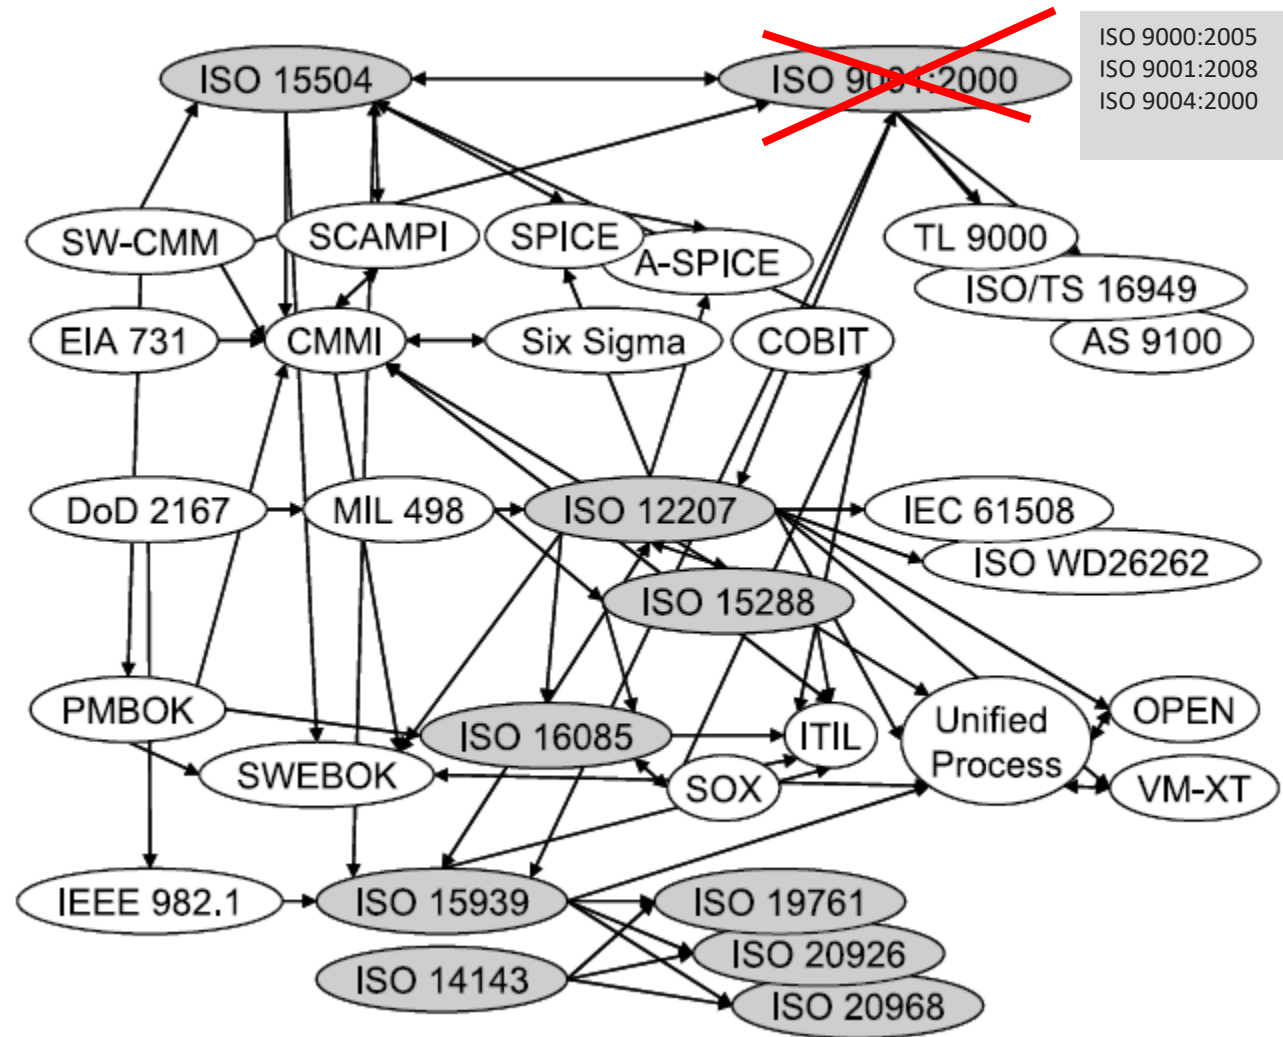 ISO 9000:2005
ISO 9001:2008
ISO 9004:2000
ISO 15504
ISO 9001:2000
SW-CMM
SCAMPI
SPICE
A-SPICE
TL 9000
ISO/TS 16949
AS 9100
EIA 731
CMMI
Six Sigma
COBIT
DoD 2167
MIL 498
ISO 12207
IEC 61508
ISO WD26262
ISO 15288
PMBOK
ISO 16085
ITIL
Unified
Process
OPEN
SWEBOK
SOX
VM-XT
IEEE 982.1
ISO 15939
ISO 19761
ISO 20926
ISO 14143
ISO 20968